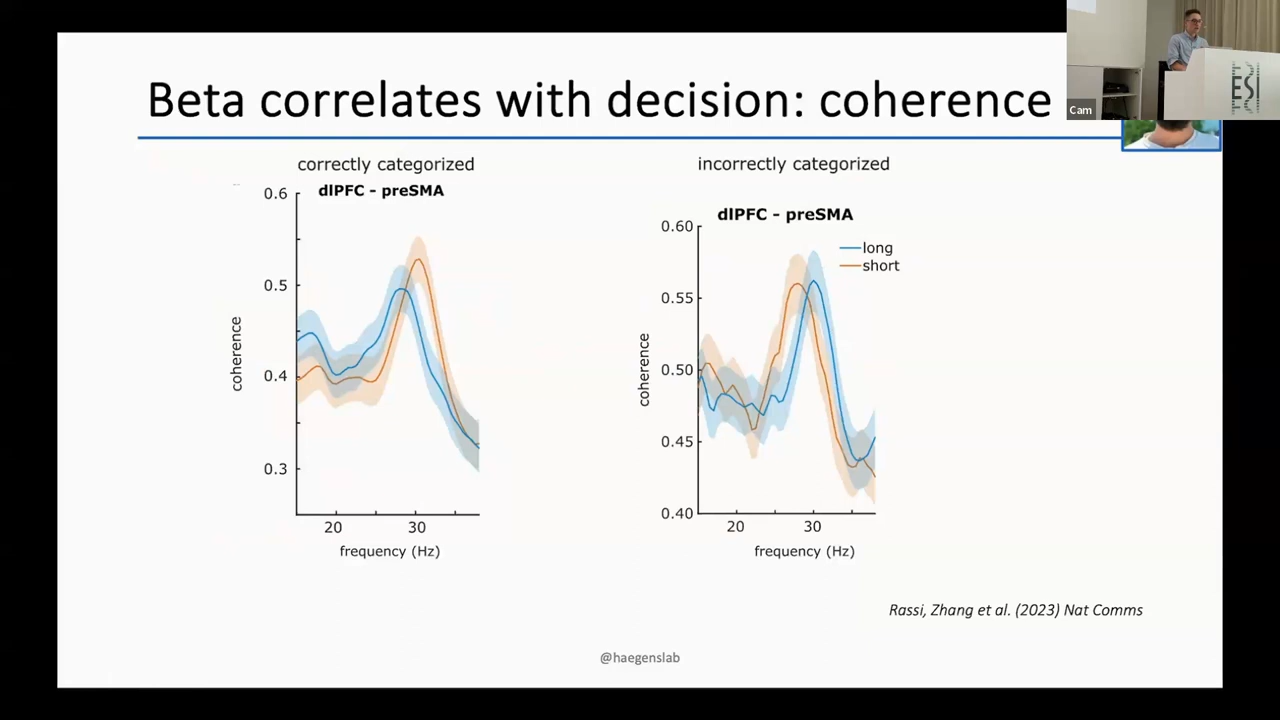 Beta correlates with decision: coherence
Cam
ESI
correctly categorized
dlPFC - preSMA
0.6
0.5
0.4
0.3
coherence
20
30
frequency (Hz)
incorrectly categorized
dlPFC - preSMA
long
short
0.60
0.55
0.50
0.45
0.40
coherence
20
30
frequency (Hz)
Rassi, Zhang et al. (2023) Nat Comms
@haegenslab